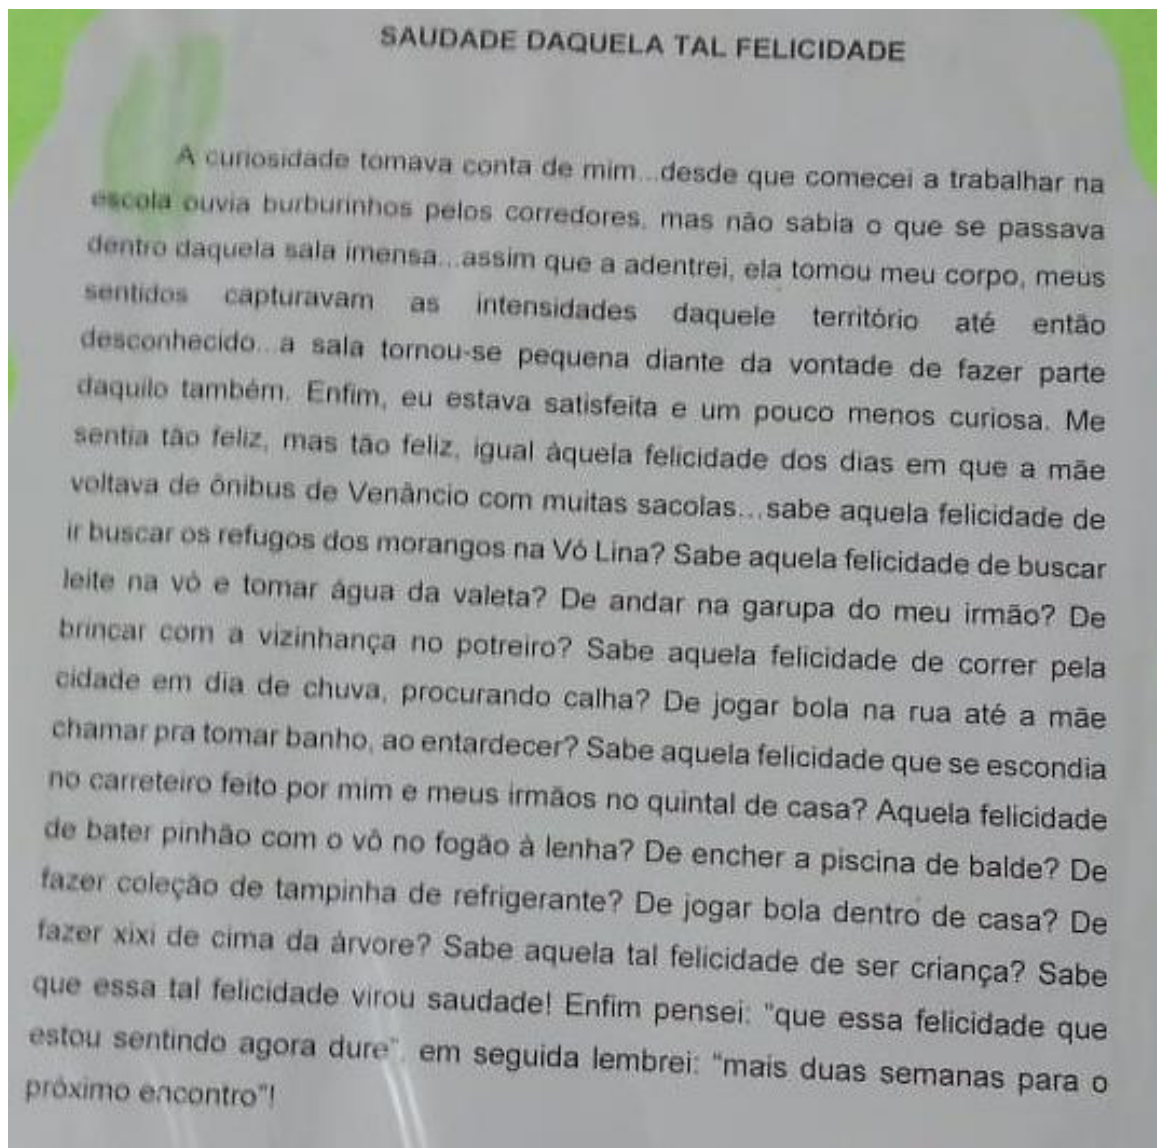 SAUDADE DAQUELA TAL FELICIDADE
A curiosidade tomava conta de mim...desde que comecei a trabalhar na
escola ouvia burburinhos pelos corredores, mas não sabia o que se passava
dentro daquela sala imensa...assim que a adentrei, ela tomou meu corpo, meus
sentidos capturavam as intensidades daquele território até então
desconhecido...a sala tornou-se pequena diante da vontade de fazer parte
daquilo também. Enfim, eu estava satisfeita e um pouco menos curiosa. Me
sentia tão feliz, mas tão feliz, igual àquela felicidade dos dias em que a mãe
voltava de ônibus de Venâncio com muitas sacolas...sabe aquela felicidade de
ir buscar os refugos dos morangos na Vó Lina? Sabe aquela felicidade de buscar
leite na vó e tomar água da valeta? De andar na garupa do meu irmão? De
brincar com a vizinhança no potreiro? Sabe aquela felicidade de correr pela
cidade em dia de chuva, procurando calha? De jogar bola na rua até a mãe
chamar pra tomar banho, ao entardecer? Sabe aquela felicidade que se escondia
no carreteiro feito por mim e meus irmãos no quintal de casa? Aquela felicidade
de bater pinhão com o vô no fogão à lenha? De encher a piscina de balde? De
fazer coleção de tampinha de refrigerante? De jogar bola dentro de casa? De
fazer xixi de cima da árvore? Sabe aquela tal felicidade de ser criança? Sabe
que essa tal felicidade virou saudade! Enfim pensei: "que essa felicidade que
estou sentindo agora dure", em seguida lembrei: "mais duas semanas para o
próximo encontro"!